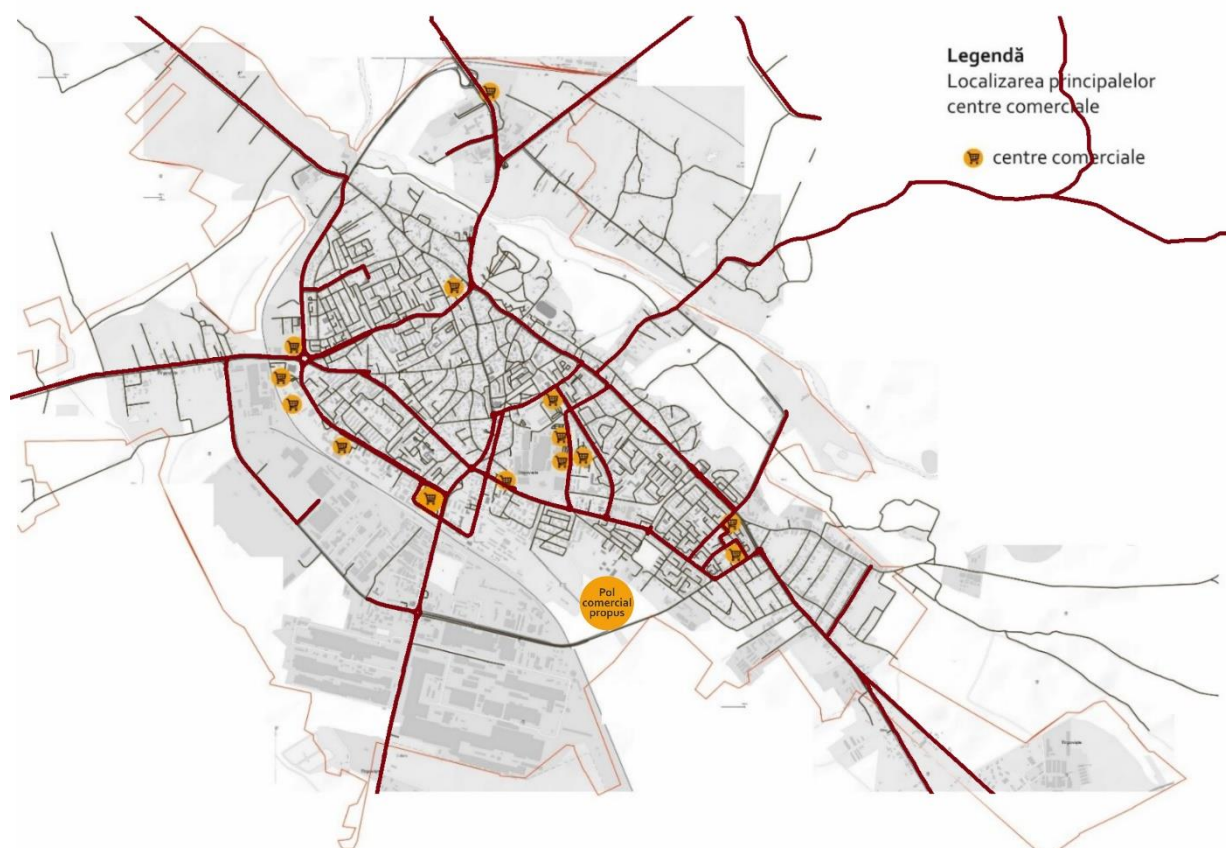 Legendă
Localizarea principalelor
centre comerciale
centre comerciale
Pol
comercial
propus